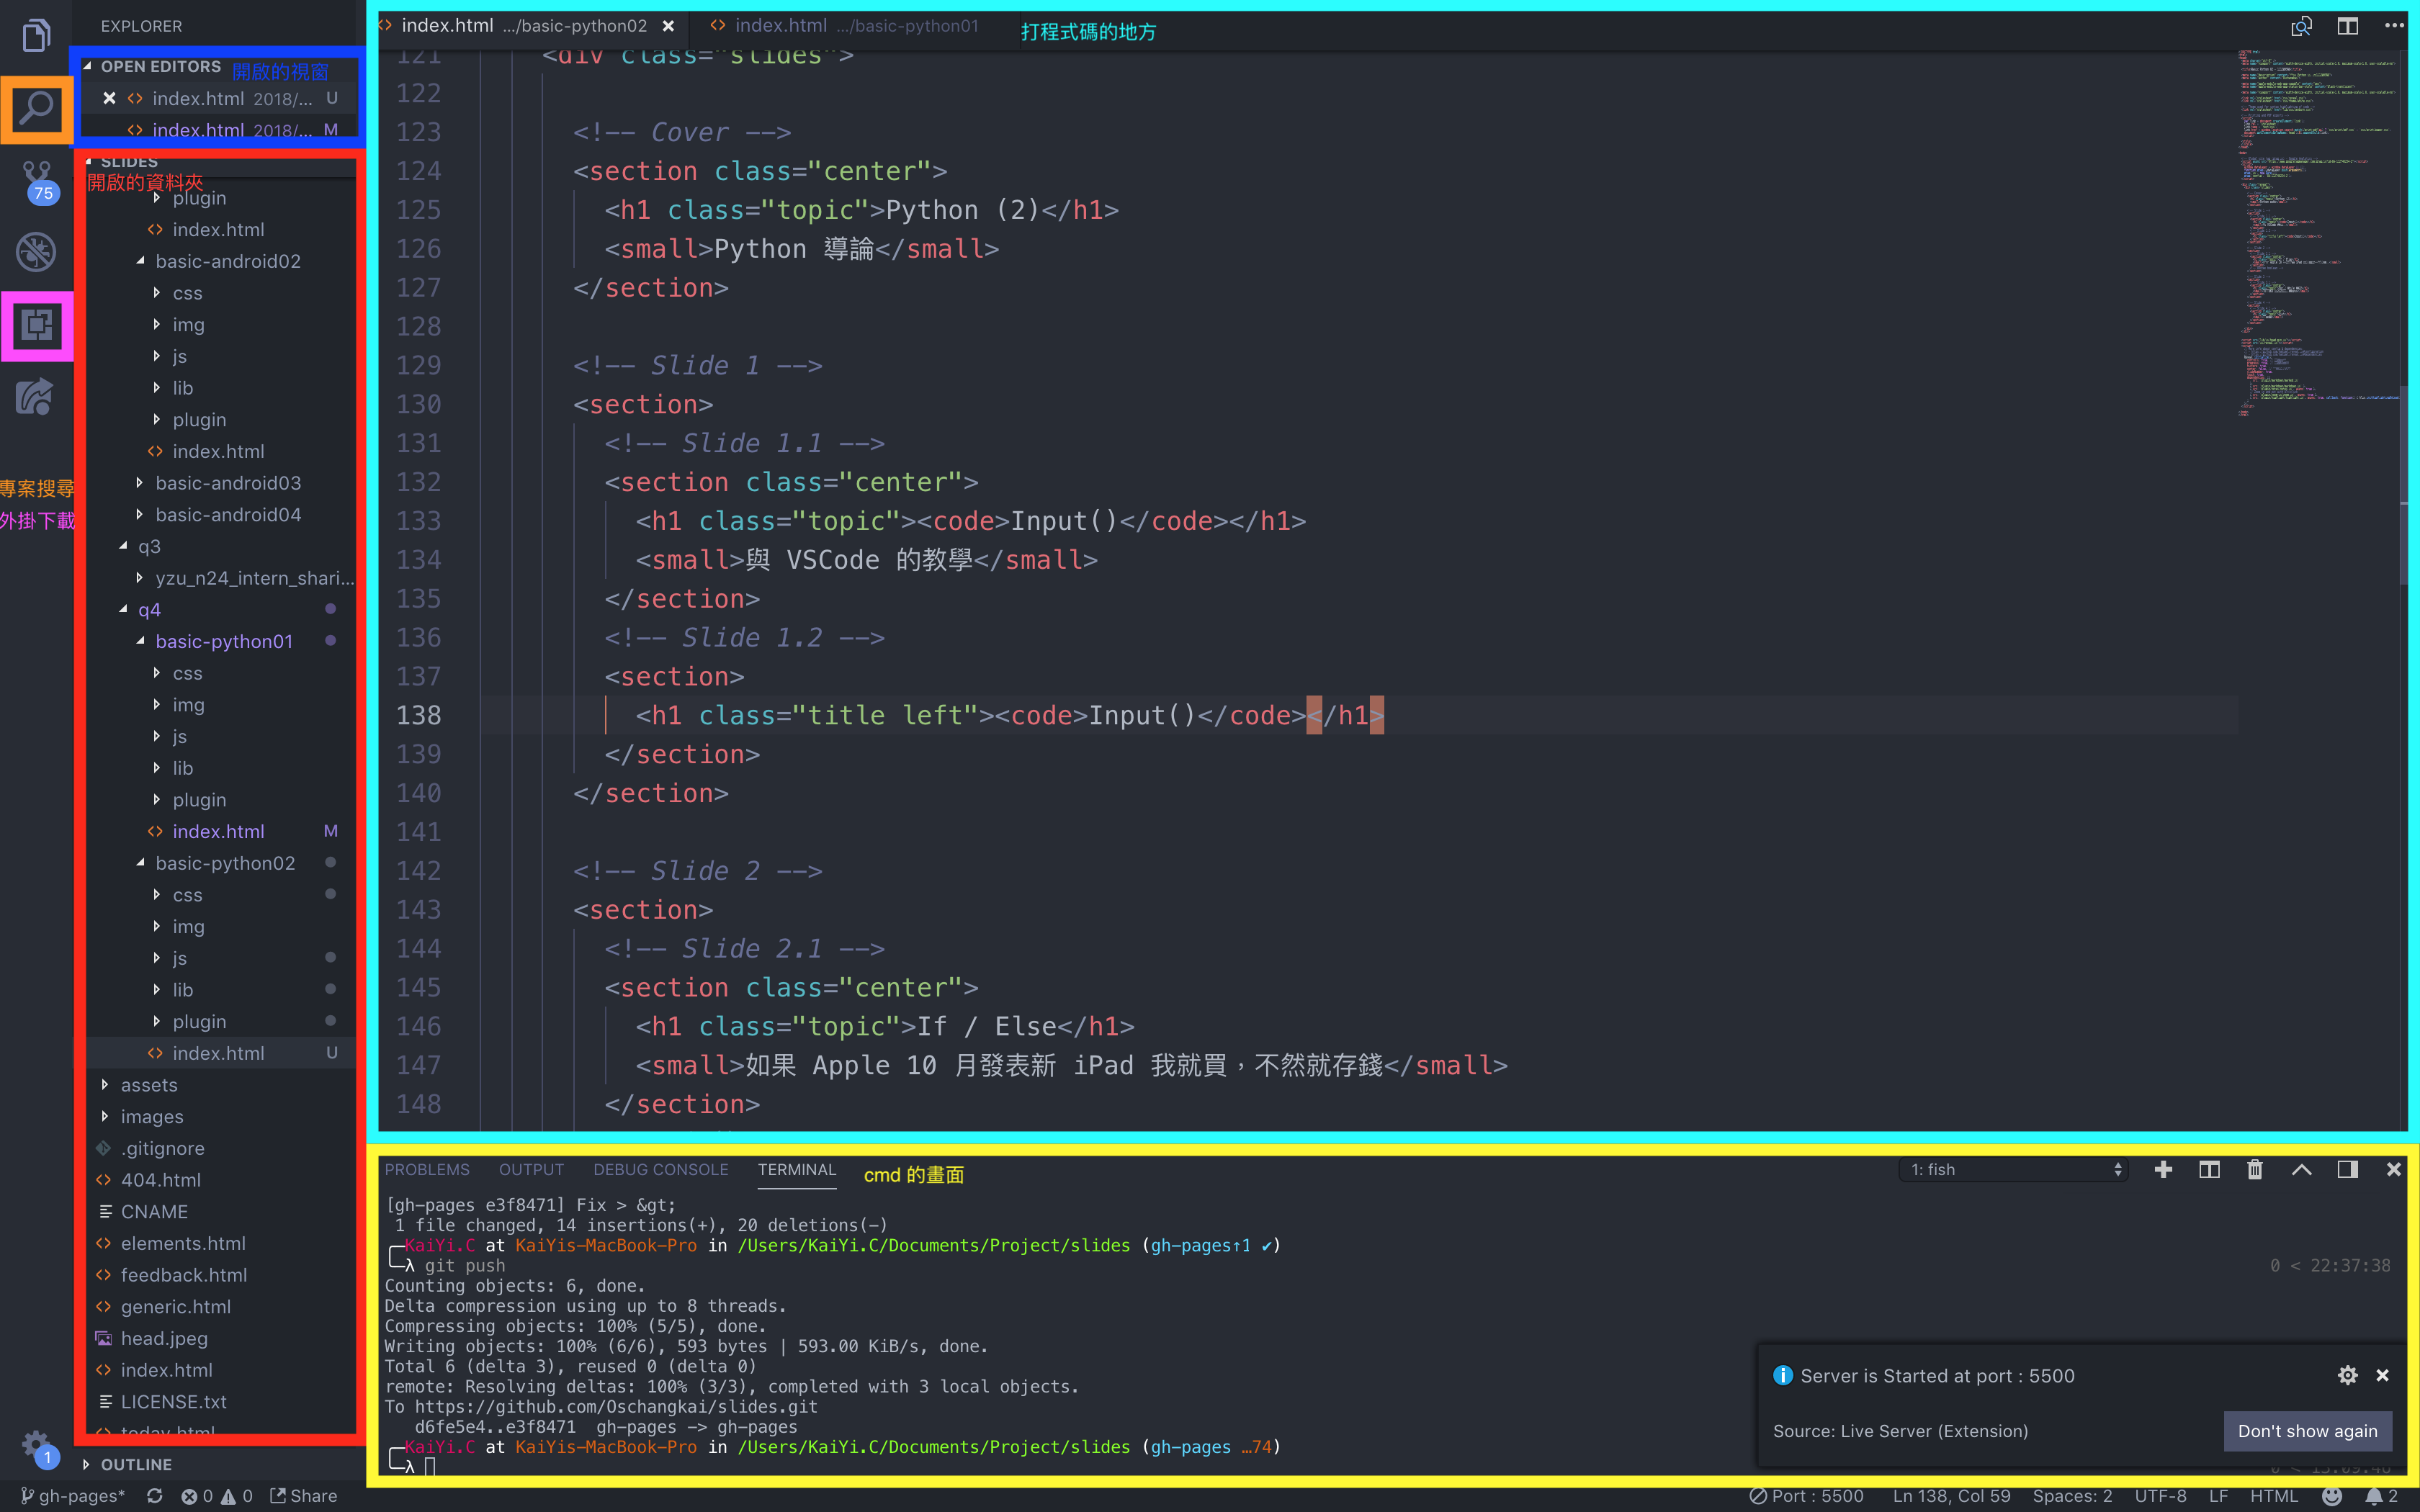 EXPLORER
OPEN EDITORS 開啟的視窗
index.html 2018/... U
index.html 2018/... M
SLIDES
開啟的資料夾
plugin
index.html
basic-android02
css
img
js
lib
plugin
index.html
basic-android03
basic-android04
q3
yzu_n24_intern_shari...
q4
basic-python01
css
img
js
lib
plugin
index.html M
basic-python02
css
img
js
lib
plugin
index.html U
assets
images
.gitignore
404.html
CNAME
elements.html
feedback.html
generic.html
head.jpeg
index.html
LICENSE.txt
today.html
OUTLINE
75
專案搜尋
外掛下載
1
index.html .../basic-python02
index.html .../basic-python01
打程式碼的地方
121 <div class="slides">
122
123 <!-- Cover -->
124 <section class="center">
125 <h1 class="topic">Python (2)</h1>
126 <small>Python 導論</small>
127 </section>
128
129 <!-- Slide 1 -->
130 <section>
131 <!-- Slide 1.1 -->
132 <section class="center">
133 <h1 class="topic"><code>Input()</code></h1>
134 <small>與 VSCode 的教學</small>
135 </section>
136 <!-- Slide 1.2 -->
137 <section>
138 <h1 class="title left"><code>Input()</code></h1>
139 </section>
140 </section>
141
142 <!-- Slide 2 -->
143 <section>
144 <!-- Slide 2.1 -->
145 <section class="center">
146 <h1 class="topic">If / Else</h1>
147 <small>如果 Apple 10 月發表新 iPad 我就買，不然就存錢</small>
148 </section>
PROBLEMS OUTPUT DEBUG CONSOLE TERMINAL cmd 的畫面 1: fish
[gh-pages e3f8471] Fix > &gt;
1 file changed, 14 insertions(+), 20 deletions(-)
KaiYi.C at KaiYis-MacBook-Pro in /Users/KaiYi.C/Documents/Project/slides (gh-pages↑1 ✔)
λ git push 0 < 22:37:38
Counting objects: 6, done.
Delta compression using up to 8 threads.
Compressing objects: 100% (5/5), done.
Writing objects: 100% (6/6), 593 bytes | 593.00 KiB/s, done.
Total 6 (delta 3), reused 0 (delta 0)
remote: Resolving deltas: 100% (3/3), completed with 3 local objects.
To https://github.com/Oschangkai/slides.git
d6fe5e4..e3f8471 gh-pages -> gh-pages
KaiYi.C at KaiYis-MacBook-Pro in /Users/KaiYi.C/Documents/Project/slides (gh-pages …74)
λ
Server is Started at port : 5500
Source: Live Server (Extension)
Don't show again
gh-pages* 0 0 Share
Port : 5500 Ln 138, Col 59 Spaces: 2 UTF-8 LF HTML 2